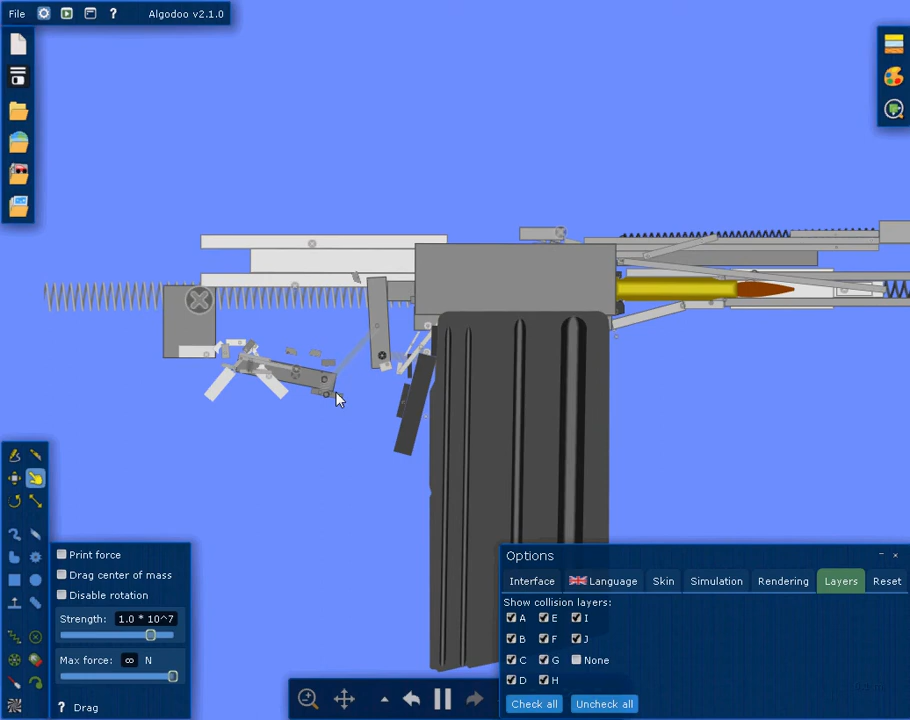 File ? Algodoo v2.1.0
Print force
Drag center of mass
Disable rotation
Strength: 1.0 * 10^7
Max force: ∞ N
? Drag
Options
Interface Language Skin Simulation Rendering Layers Reset
Show collision layers:
A E I
B F J
C G None
D H
Check all Uncheck all